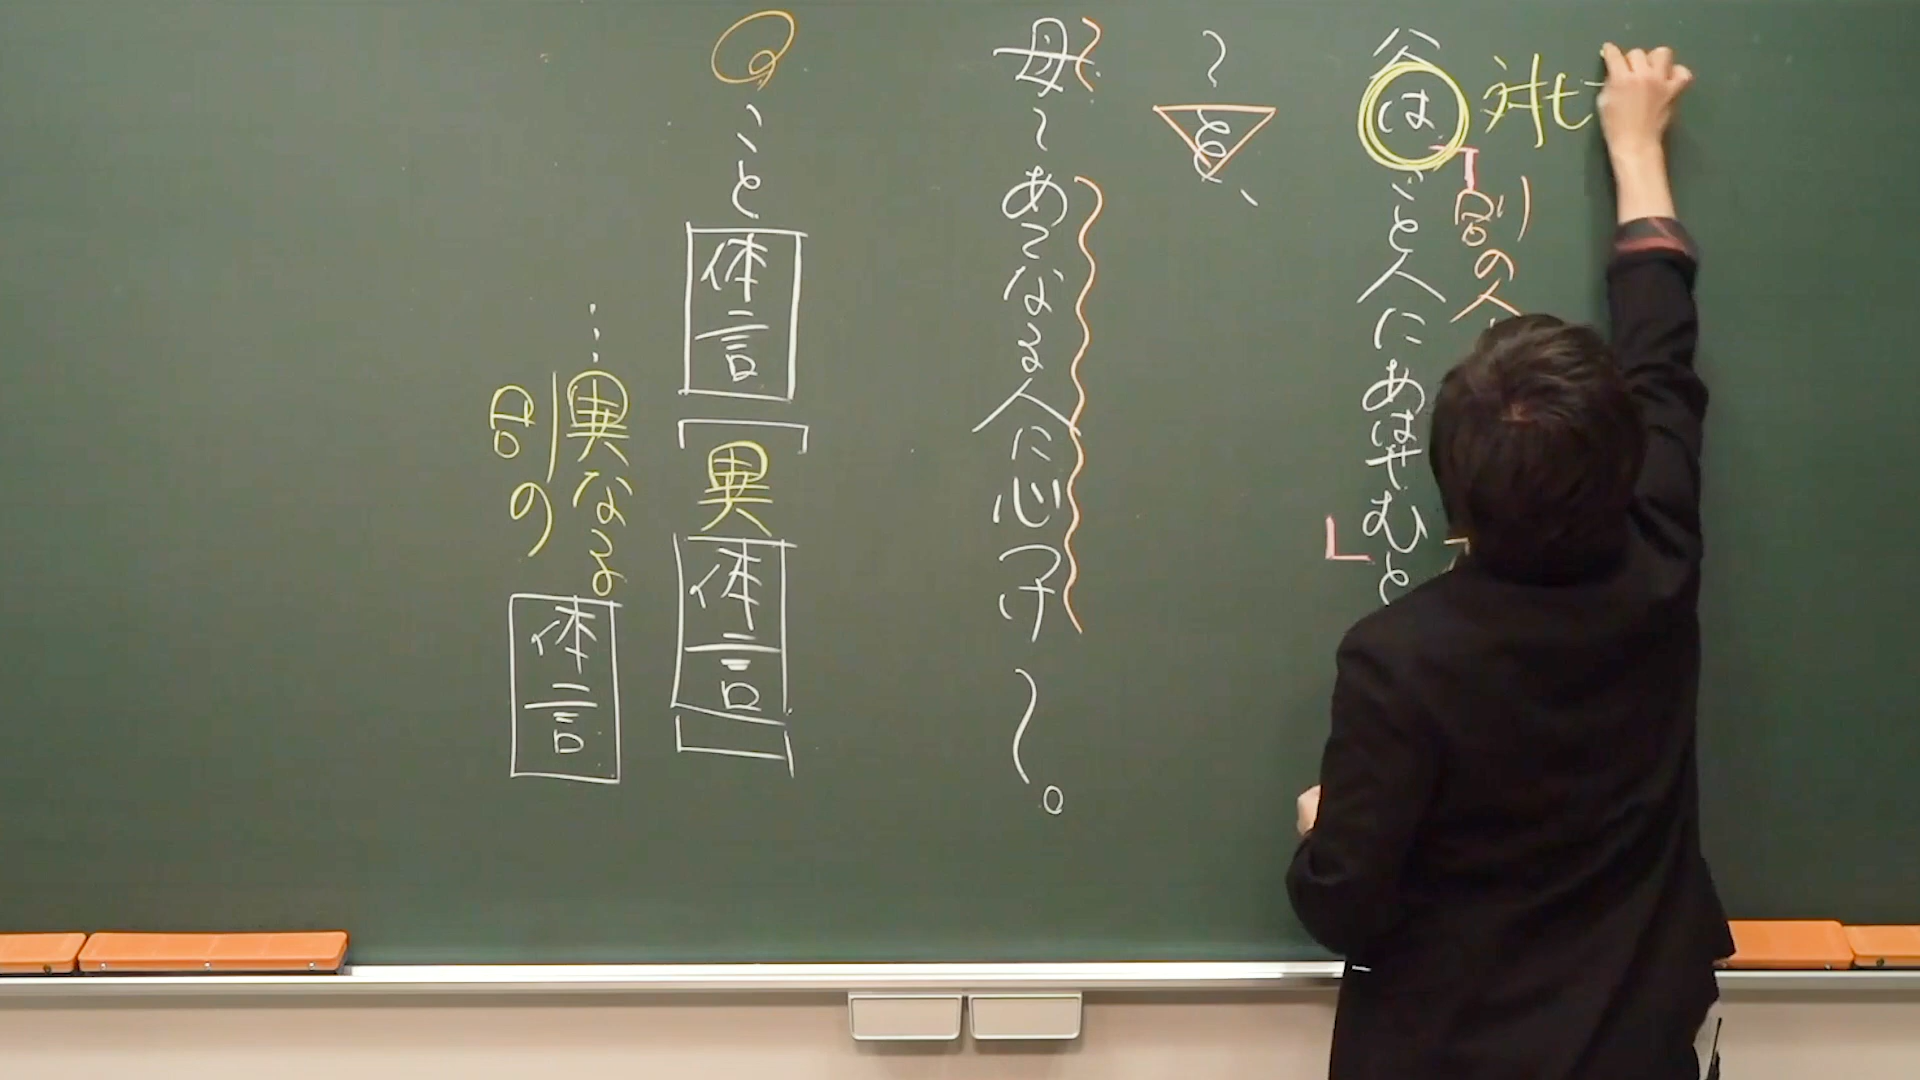 対
別の人
父はこと人にあはせむと
〜を、
母〜あてなる人に心つけ〜。
こと体言［異体言］
…異なる体言
別の